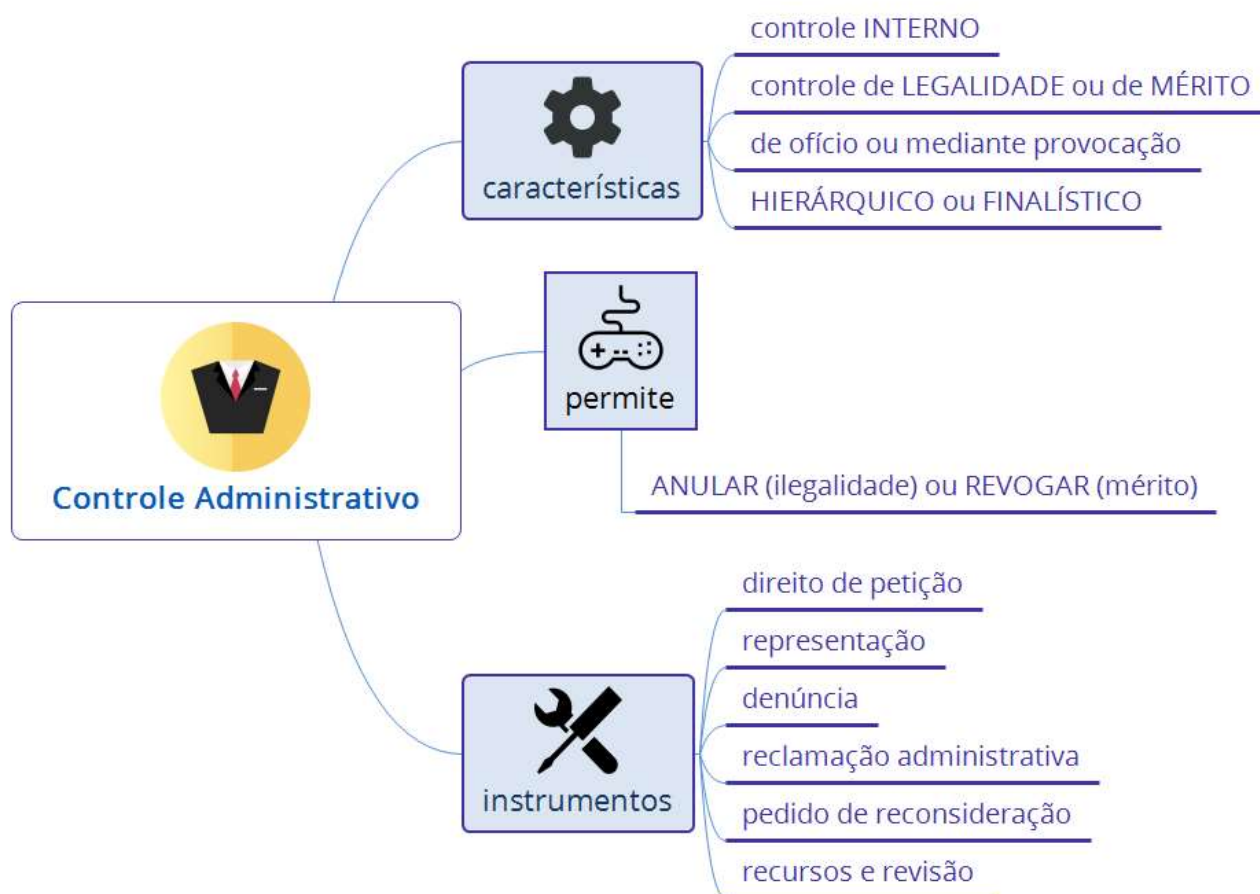 controle INTERNO
controle de LEGALIDADE ou de MÉRITO
de ofício ou mediante provocação
HIERÁRQUICO ou FINALÍSTICO
características
permite
ANULAR (ilegalidade) ou REVOGAR (mérito)
Controle Administrativo
direito de petição
representação
denúncia
reclamação administrativa
pedido de reconsideração
recursos e revisão
instrumentos